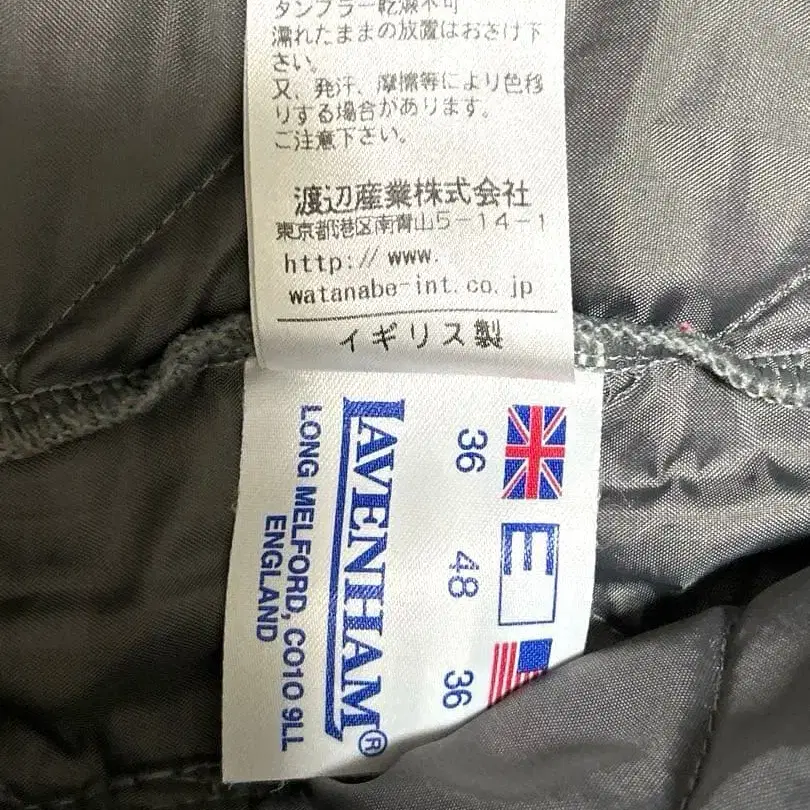 タンブラー乾燥不可
濡れたままの放置はおさけ下
さい。
又、発汗、摩擦等により色移
りする場合があります。
ご注意下さい。
渡辺産業株式会社
東京都港区南青山5-14-1
http://www.
watanabe-int.co.jp
イギリス製
36
E
48
36
LAVENHAM®
LONG MELFORD, CO10 9LL
ENGLAND